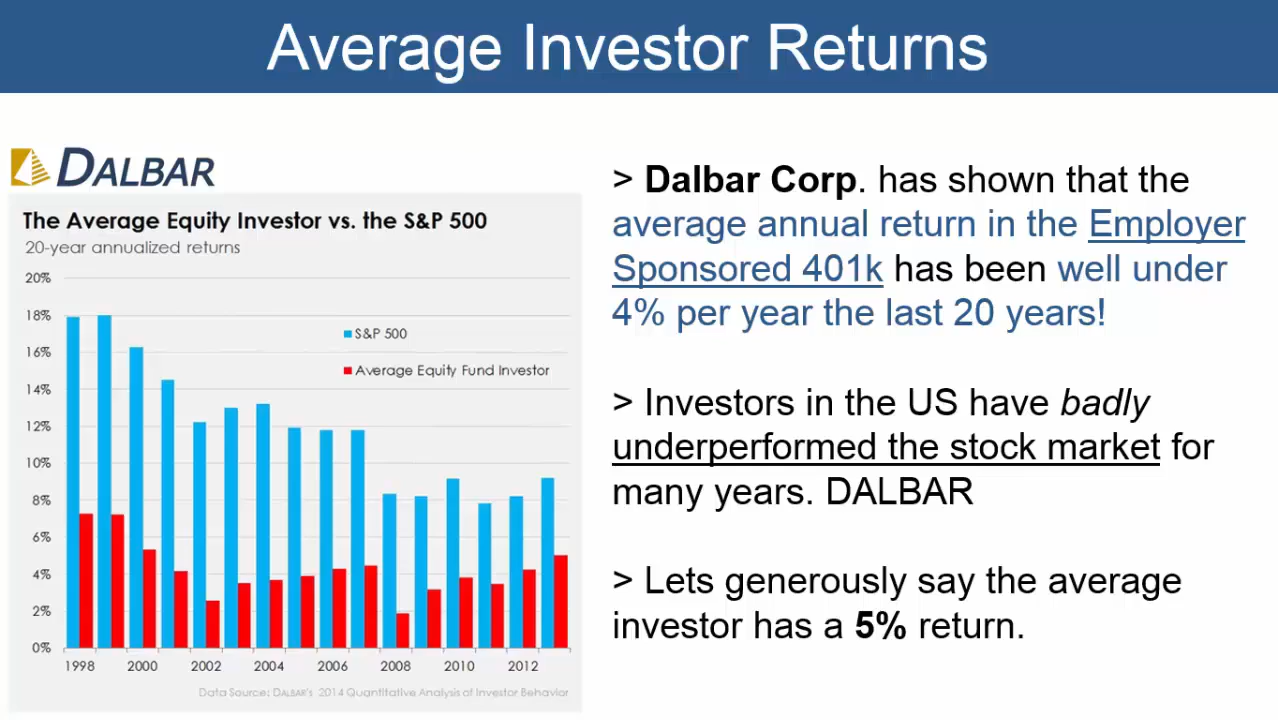 Average Investor Returns
DALBAR
The Average Equity Investor vs. the S&P 500
20-year annualized returns
20%
18%
16%
14%
12%
10%
8%
6%
4%
2%
0%
S&P 500
Average Equity Fund Investor
1998 2000 2002 2004 2006 2008 2010 2012
Data Source: DALBAR's 2014 Quantitative Analysis of Investor Behavior
> Dalbar Corp. has shown that the
average annual return in the Employer
Sponsored 401k has been well under
4% per year the last 20 years!
> Investors in the US have badly
underperformed the stock market for
many years. DALBAR
> Lets generously say the average
investor has a 5% return.